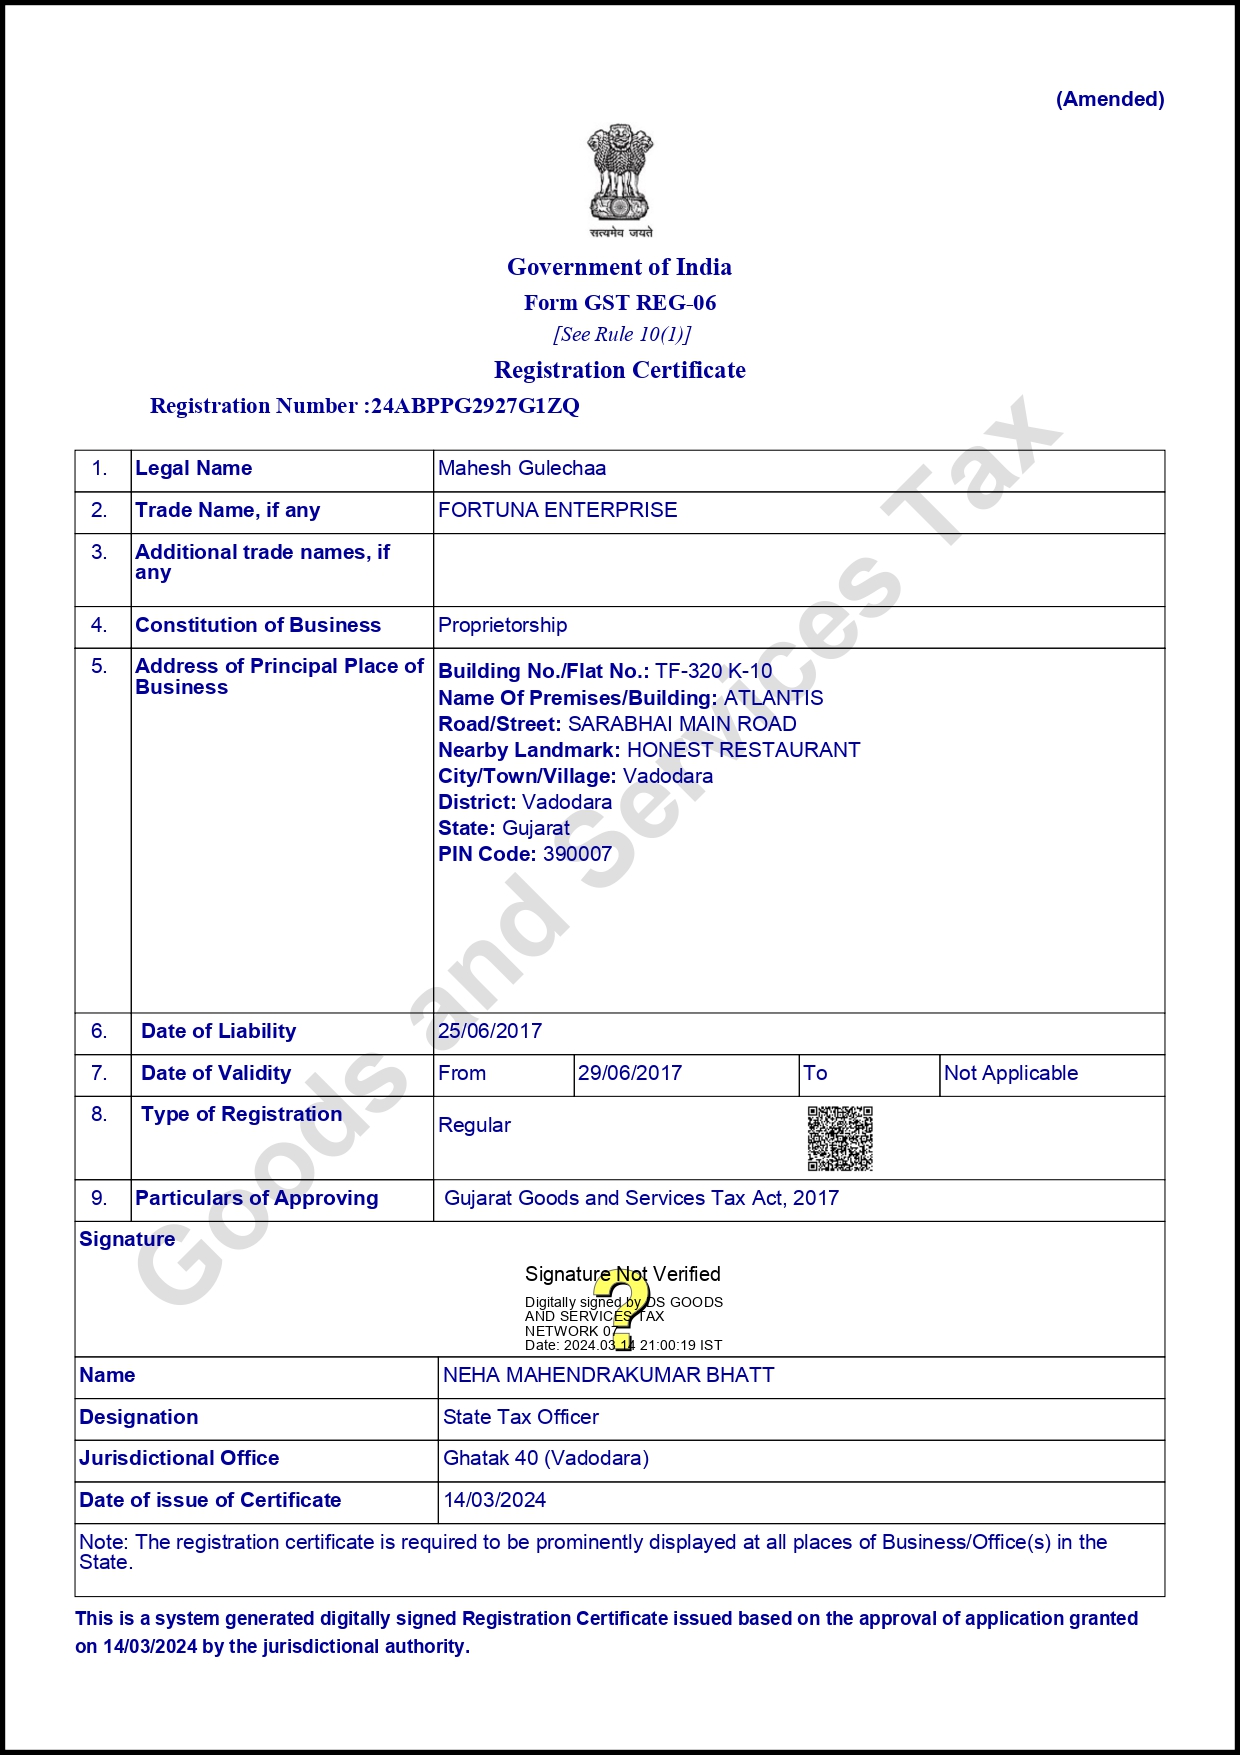 (Amended)
सत्यमेव जयते
Government of India
Form GST REG-06
[See Rule 10(1)]
Registration Certificate
Registration Number :24ABPPG2927G1ZQ
1. Legal Name Mahesh Gulechaa
2. Trade Name, if any FORTUNA ENTERPRISE
3. Additional trade names, if
any
4. Constitution of Business Proprietorship
5. Address of Principal Place of
Business
Building No./Flat No.: TF-320 K-10
Name Of Premises/Building: ATLANTIS
Road/Street: SARABHAI MAIN ROAD
Nearby Landmark: HONEST RESTAURANT
City/Town/Village: Vadodara
District: Vadodara
State: Gujarat
PIN Code: 390007
6. Date of Liability 25/06/2017
7. Date of Validity From 29/06/2017 To Not Applicable
8. Type of Registration Regular
9. Particulars of Approving Gujarat Goods and Services Tax Act, 2017
Signature
Signature Not Verified
Digitally signed by DS GOODS
AND SERVICES TAX
NETWORK 07
Date: 2024.03.14 21:00:19 IST
?
Name NEHA MAHENDRAKUMAR BHATT
Designation State Tax Officer
Jurisdictional Office Ghatak 40 (Vadodara)
Date of issue of Certificate 14/03/2024
Note: The registration certificate is required to be prominently displayed at all places of Business/Office(s) in the
State.
This is a system generated digitally signed Registration Certificate issued based on the approval of application granted
on 14/03/2024 by the jurisdictional authority.
Goods and Services Tax